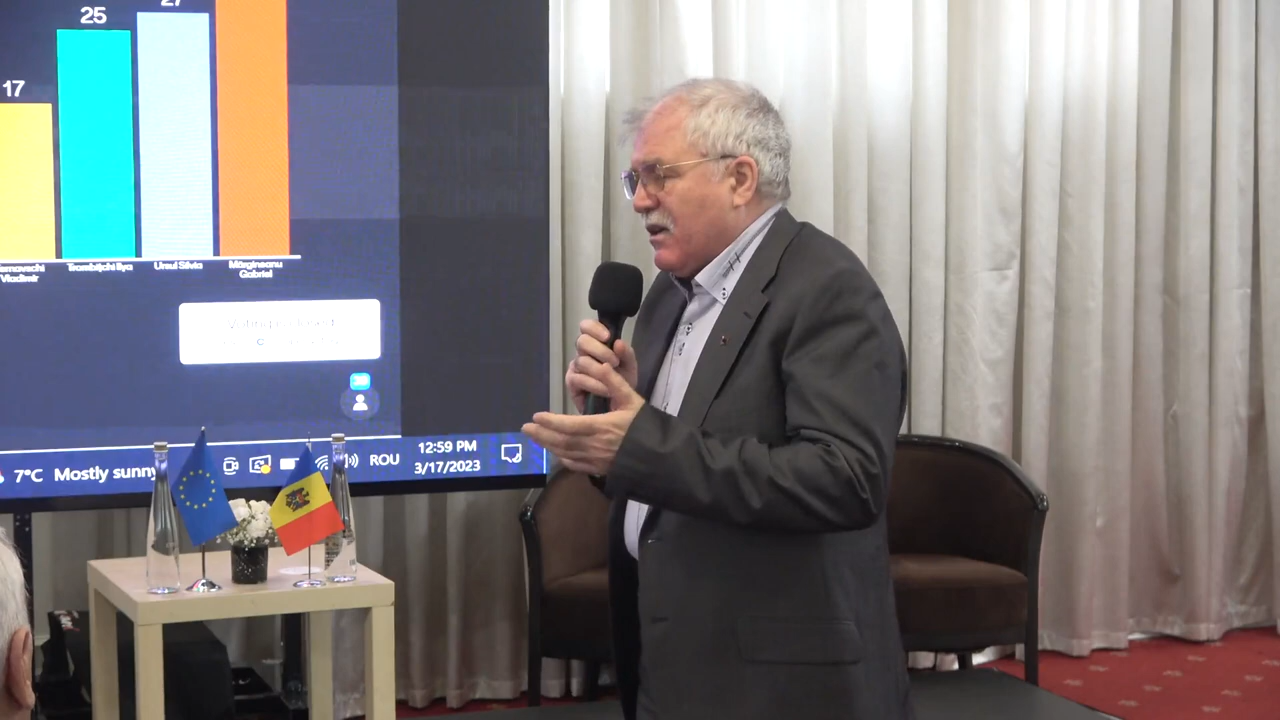 25
27
17
Vladimir
Trombițchi Ilya
Ursul Silvia
Mărgineanu
Gabriel
7°C Mostly sunny
ROU
12:59 PM
3/17/2023